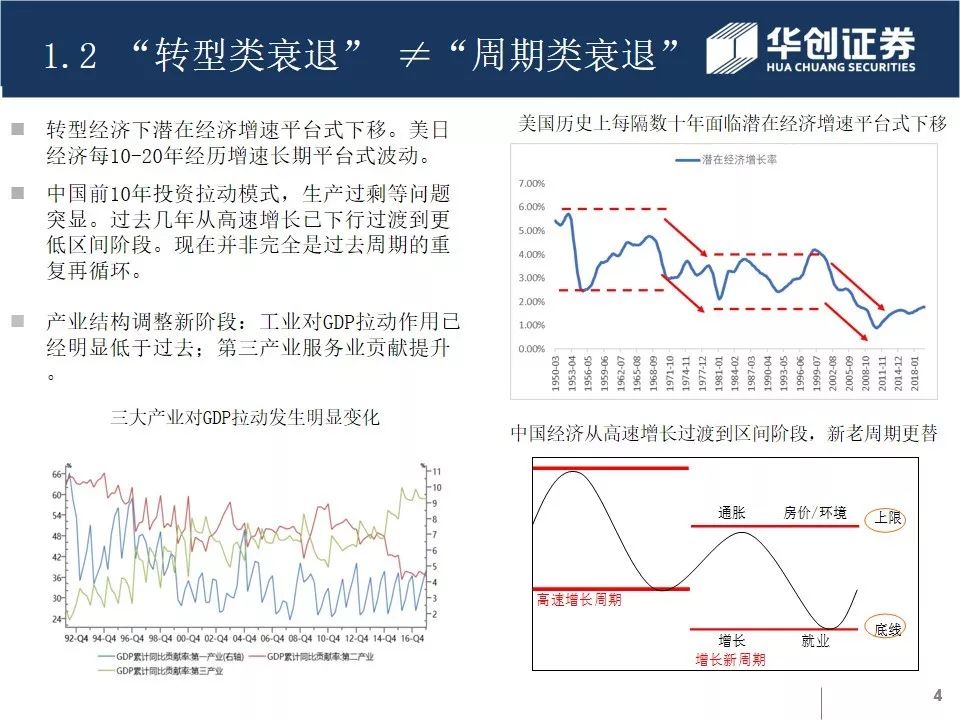 1.2 “转型类衰退” ≠“周期类衰退”
华创证券
HUA CHUANG SECURITIES
转型经济下潜在经济增速平台式下移。美日
经济每10-20年经历增速长期平台式波动。
中国前10年投资拉动模式，生产过剩等问题
突显。过去几年从高速增长已下行过渡到更
低区间阶段。现在并非完全是过去周期的重
复再循环。
产业结构调整新阶段：工业对GDP拉动作用已
经明显低于过去；第三产业服务业贡献提升
。
三大产业对GDP拉动发生明显变化
% %
66
60
54
48
42
36
30
24
11
10
9
8
7
6
5
4
3
2
92-Q4 94-Q4 96-Q4 98-Q4 00-Q4 02-Q4 04-Q4 06-Q4 08-Q4 10-Q4 12-Q4 14-Q4 16-Q4
GDP累计同比贡献率:第一产业(右轴) GDP累计同比贡献率:第二产业
GDP累计同比贡献率:第三产业
美国历史上每隔数十年面临潜在经济增速平台式下移
潜在经济增长率
7.00%
6.00%
5.00%
4.00%
3.00%
2.00%
1.00%
0.00%
1950-03 1953-04 1956-05 1959-06 1962-07 1965-08 1968-09 1971-10 1974-11 1977-12 1981-01 1984-02 1987-03 1990-04 1993-05 1996-06 1999-07 2002-08 2005-09 2008-10 2011-11 2014-12 2018-01
中国经济从高速增长过渡到区间阶段，新老周期更替
通胀 房价/环境 上限
高速增长周期
底线
增长 就业
增长新周期
4